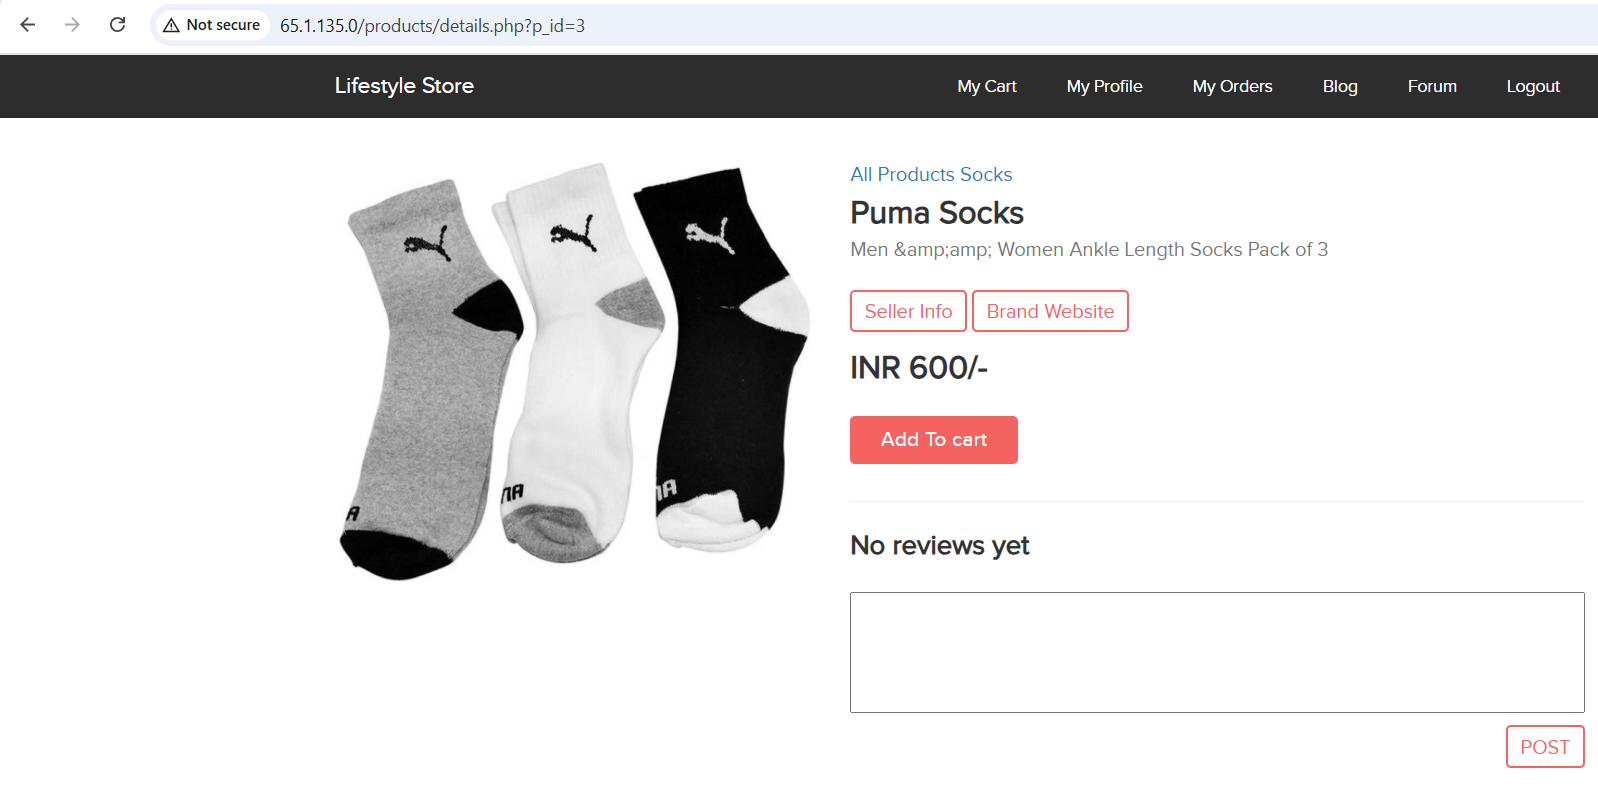 Not secure 65.1.135.0/products/details.php?p_id=3
Lifestyle Store My Cart My Profile My Orders Blog Forum Logout
All Products Socks
Puma Socks
Men &amp;amp; Women Ankle Length Socks Pack of 3
Seller Info Brand Website
INR 600/-
Add To cart
No reviews yet
POST